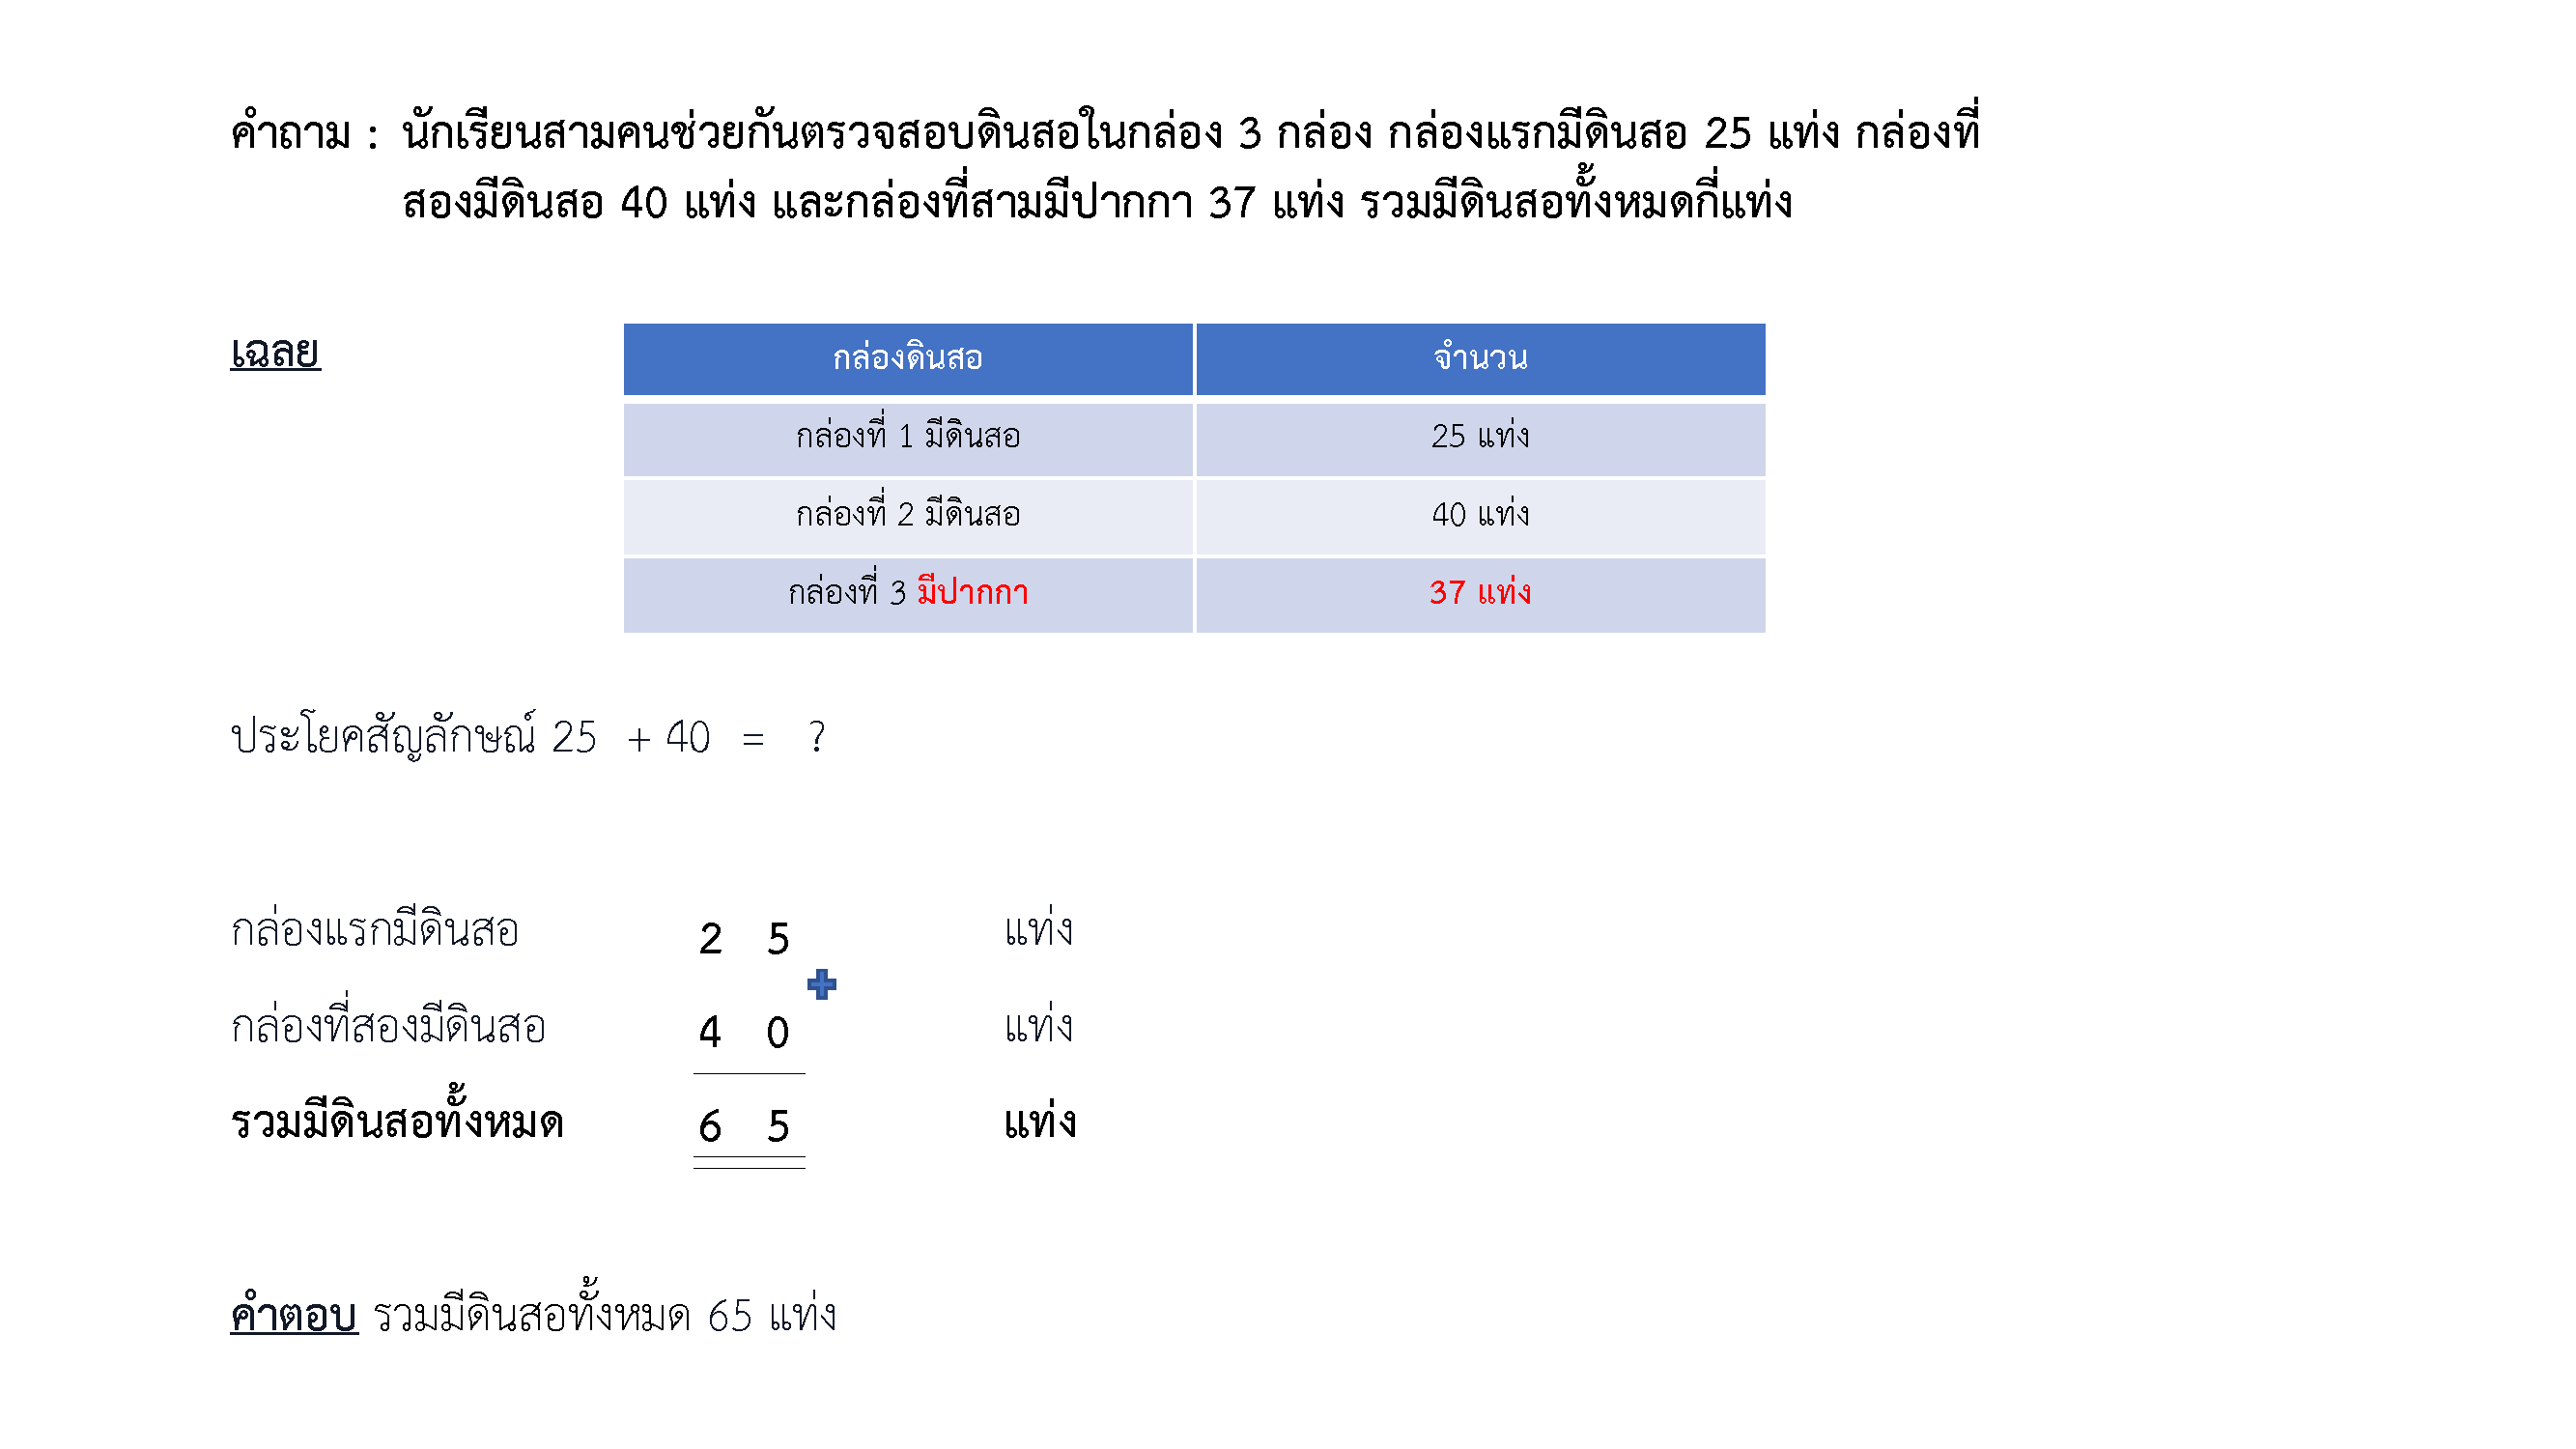 คำถาม : นักเรียนสามคนช่วยกันตรวจสอบดินสอในกล่อง 3 กล่อง กล่องแรกมีดินสอ 25 แท่ง กล่องที่
สองมีดินสอ 40 แท่ง และกล่องที่สามมีปากกา 37 แท่ง รวมมีดินสอทั้งหมดกี่แท่ง
เฉลย
กล่องดินสอ จำนวน
กล่องที่ 1 มีดินสอ 25 แท่ง
กล่องที่ 2 มีดินสอ 40 แท่ง
กล่องที่ 3 มีปากกา 37 แท่ง
ประโยคสัญลักษณ์ 25 + 40 = ?
กล่องแรกมีดินสอ 2 5 แท่ง
+
กล่องที่สองมีดินสอ 4 0 แท่ง
รวมมีดินสอทั้งหมด 6 5 แท่ง
คำตอบ รวมมีดินสอทั้งหมด 65 แท่ง